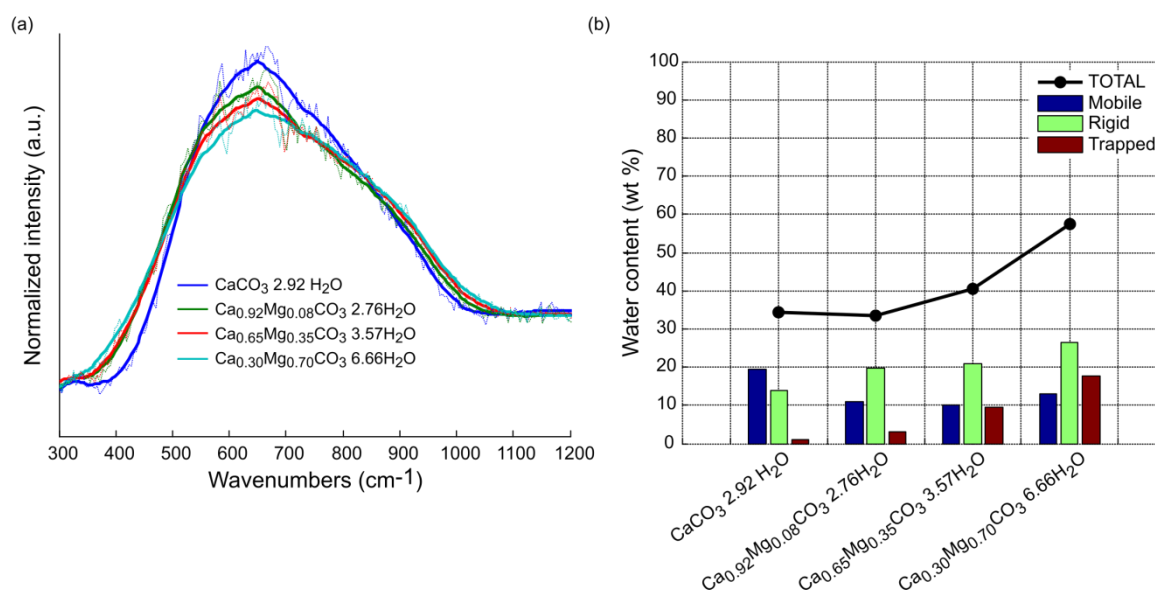 (a)
Normalized intensity (a.u.)
CaCO₃ 2.92 H₂O
Ca₀.₉₂Mg₀.₀₈CO₃ 2.76H₂O
Ca₀.₆₅Mg₀.₃₅CO₃ 3.57H₂O
Ca₀.₃₀Mg₀.₇₀CO₃ 6.66H₂O
300 400 500 600 700 800 900 1000 1100 1200
Wavenumbers (cm⁻¹)
(b)
Water content (wt %)
100
90
80
70
60
50
40
30
20
10
0
TOTAL
Mobile
Rigid
Trapped
CaCO₃ 2.92 H₂O
Ca₀.₉₂Mg₀.₀₈CO₃ 2.76H₂O
Ca₀.₆₅Mg₀.₃₅CO₃ 3.57H₂O
Ca₀.₃₀Mg₀.₇₀CO₃ 6.66H₂O